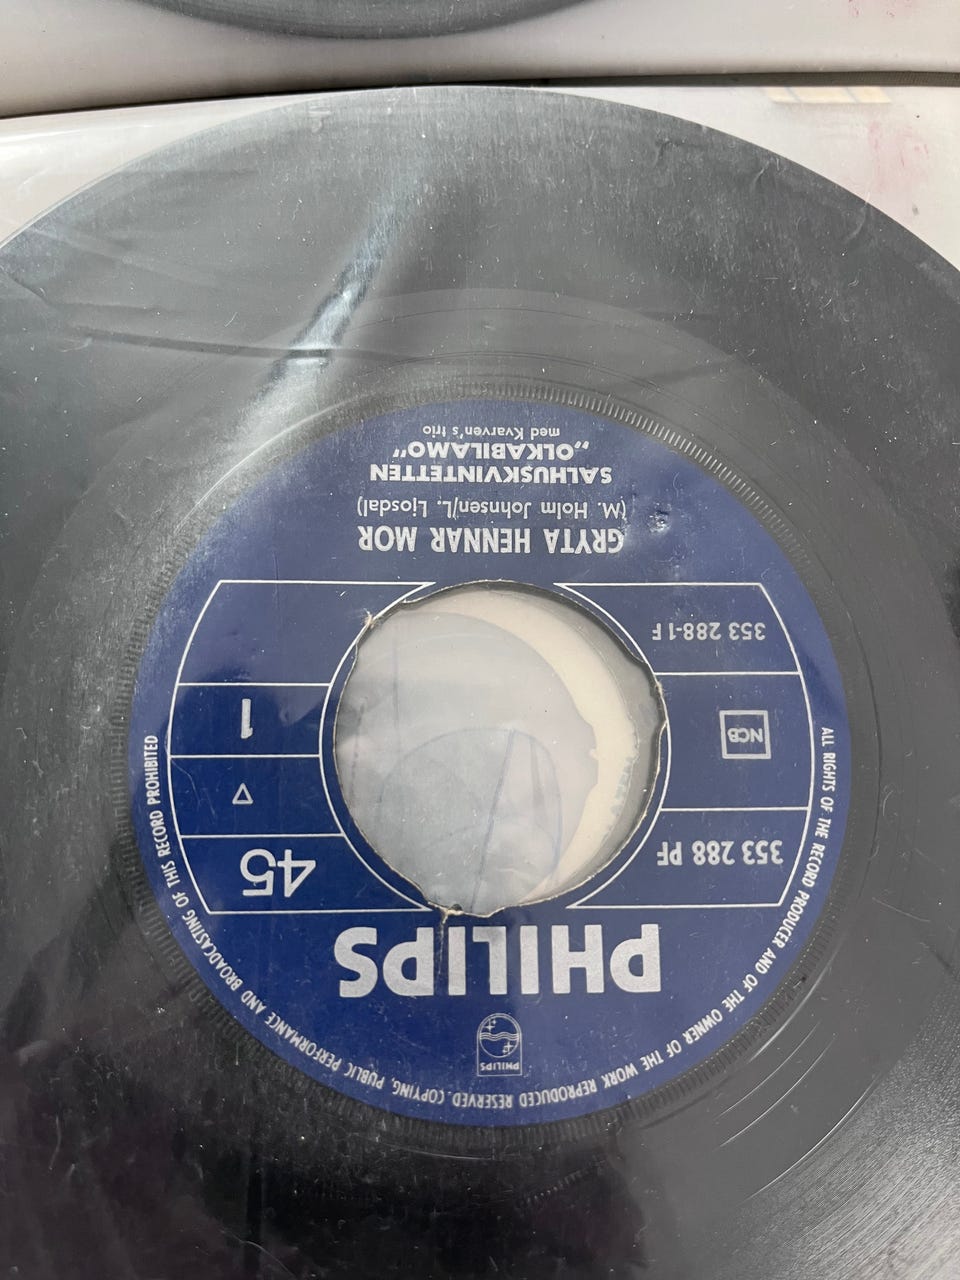 PHILIPS
PHILIPS
45
353 288 PF
▽
1
NCB
353 288-1F
GRYTA HENNAR MOR
(M. Holm Johnsen/L. Ljosdal)
SALHUSKVINTETTEN
„OLKABILAMO"
med Kvarven's trio
ALL RIGHTS OF THE RECORD PRODUCER AND OF THE OWNER OF THE WORK REPRODUCED RESERVED. COPYING, PUBLIC PERFORMANCE AND BROADCASTING OF THIS RECORD PROHIBITED